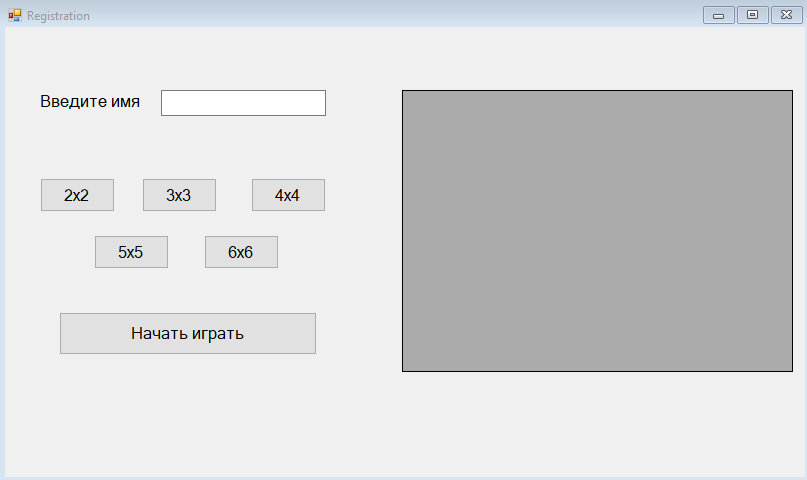 Registration
Введите имя
2x2 3x3 4x4
5x5 6x6
Начать играть